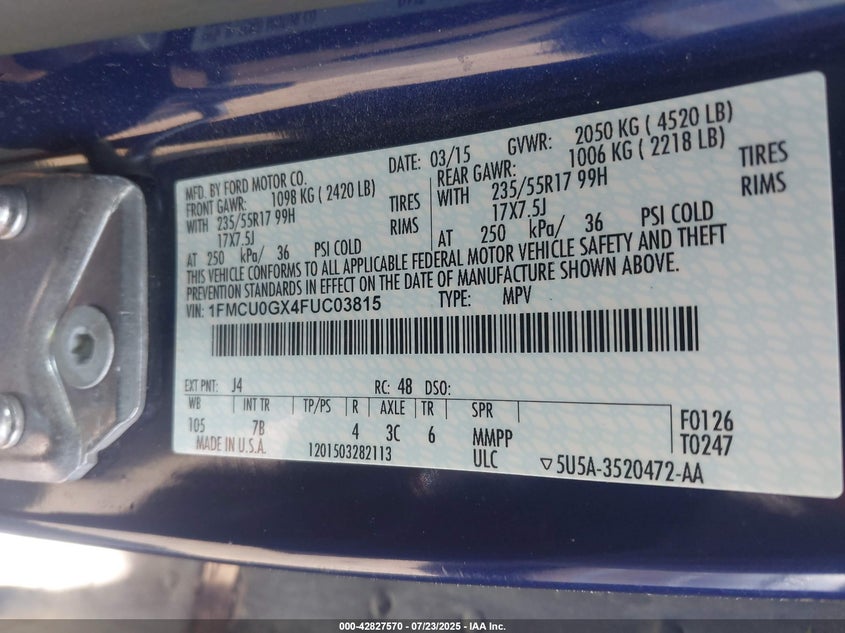 MFD. BY FORD MOTOR CO.
DATE: 03/15 GVWR: 2050 KG ( 4520 LB)
FRONT GAWR: 1098 KG ( 2420 LB) REAR GAWR: 1006 KG ( 2218 LB)
WITH 235/55R17 99H TIRES WITH 235/55R17 99H TIRES
17X7.5J RIMS 17X7.5J RIMS
AT 250 kPa/ 36 PSI COLD AT 250 kPa/ 36 PSI COLD
THIS VEHICLE CONFORMS TO ALL APPLICABLE FEDERAL MOTOR VEHICLE SAFETY AND THEFT
PREVENTION STANDARDS IN EFFECT ON THE DATE OF MANUFACTURE SHOWN ABOVE.
VIN: 1FMCU0GX4FUC03815 TYPE: MPV
EXT PNT: J4 RC: 48 DSO:
WB INT TR TP/PS R AXLE TR SPR
105 7B 4 3C 6 MMPP
F0126
T0247
MADE IN U.S.A. 1201503282113 ULC ▽5U5A-3520472-AA
000-42827570 • 07/23/2025 - IAA Inc.